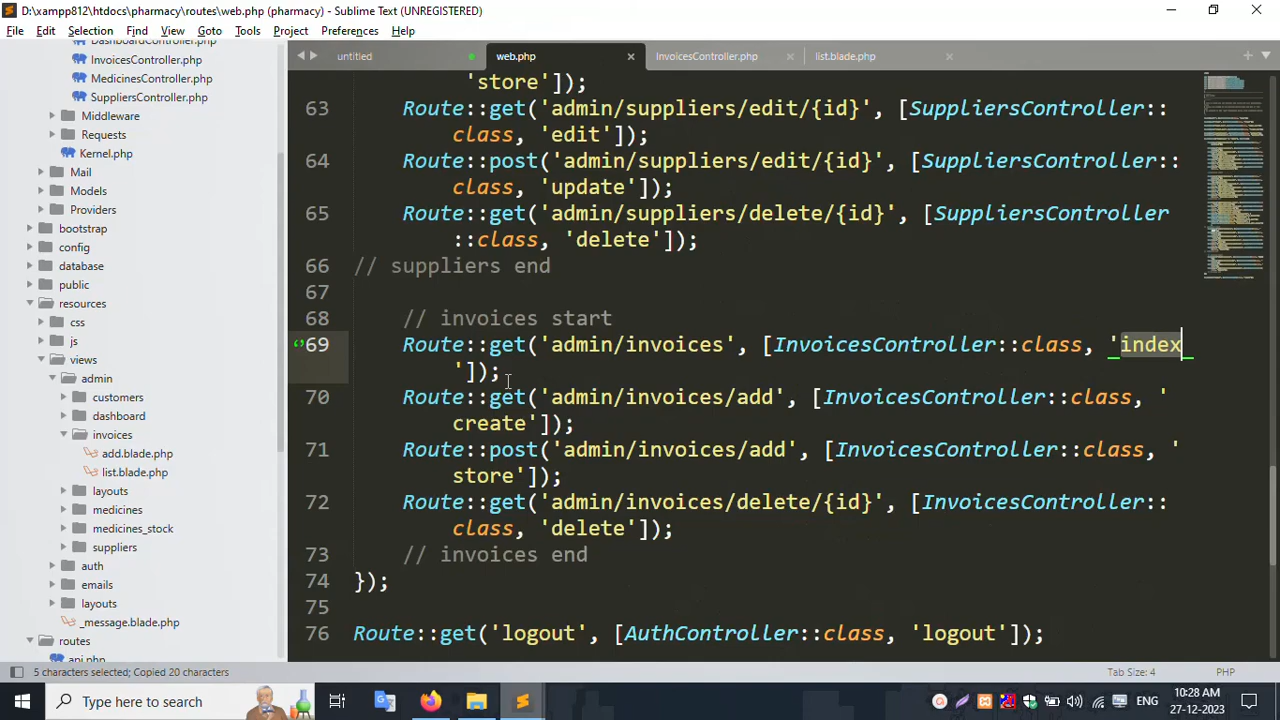 D:\xampp812\htdocs\pharmacy\routes\web.php (pharmacy) - Sublime Text (UNREGISTERED)
File Edit Selection Find View Goto Tools Project Preferences Help
DashboardController.php
InvoicesController.php
MedicinesController.php
SuppliersController.php
Middleware
Requests
Kernel.php
Mail
Models
Providers
bootstrap
config
database
public
resources
css
js
views
admin
customers
dashboard
invoices
add.blade.php
list.blade.php
layouts
medicines
medicines_stock
suppliers
auth
emails
layouts
_message.blade.php
routes
api.php
untitled web.php InvoicesController.php list.blade.php
'store']);
63 Route::get('admin/suppliers/edit/{id}', [SuppliersController::
class, 'edit']);
64 Route::post('admin/suppliers/edit/{id}', [SuppliersController::
class, 'update']);
65 Route::get('admin/suppliers/delete/{id}', [SuppliersController
::class, 'delete']);
66 // suppliers end
67
68 // invoices start
69 Route::get('admin/invoices', [InvoicesController::class, 'index
']);
70 Route::get('admin/invoices/add', [InvoicesController::class, '
create']);
71 Route::post('admin/invoices/add', [InvoicesController::class, '
store']);
72 Route::get('admin/invoices/delete/{id}', [InvoicesController::
class, 'delete']);
73 // invoices end
74 });
75
76 Route::get('logout', [AuthController::class, 'logout']);
5 characters selected; Copied 20 characters Tab Size: 4 PHP
Type here to search
ENG
10:28 AM
27-12-2023